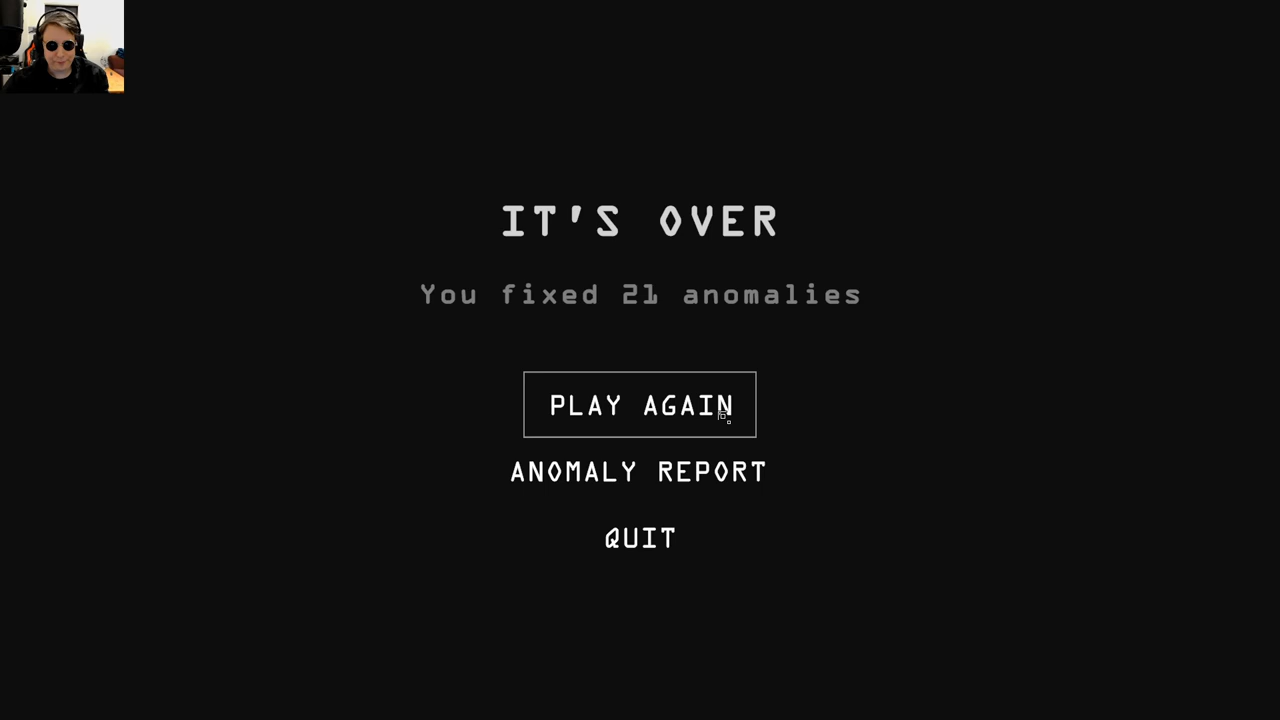 IT'S OVER
You fixed 21 anomalies
PLAY AGAIN
ANOMALY REPORT
QUIT